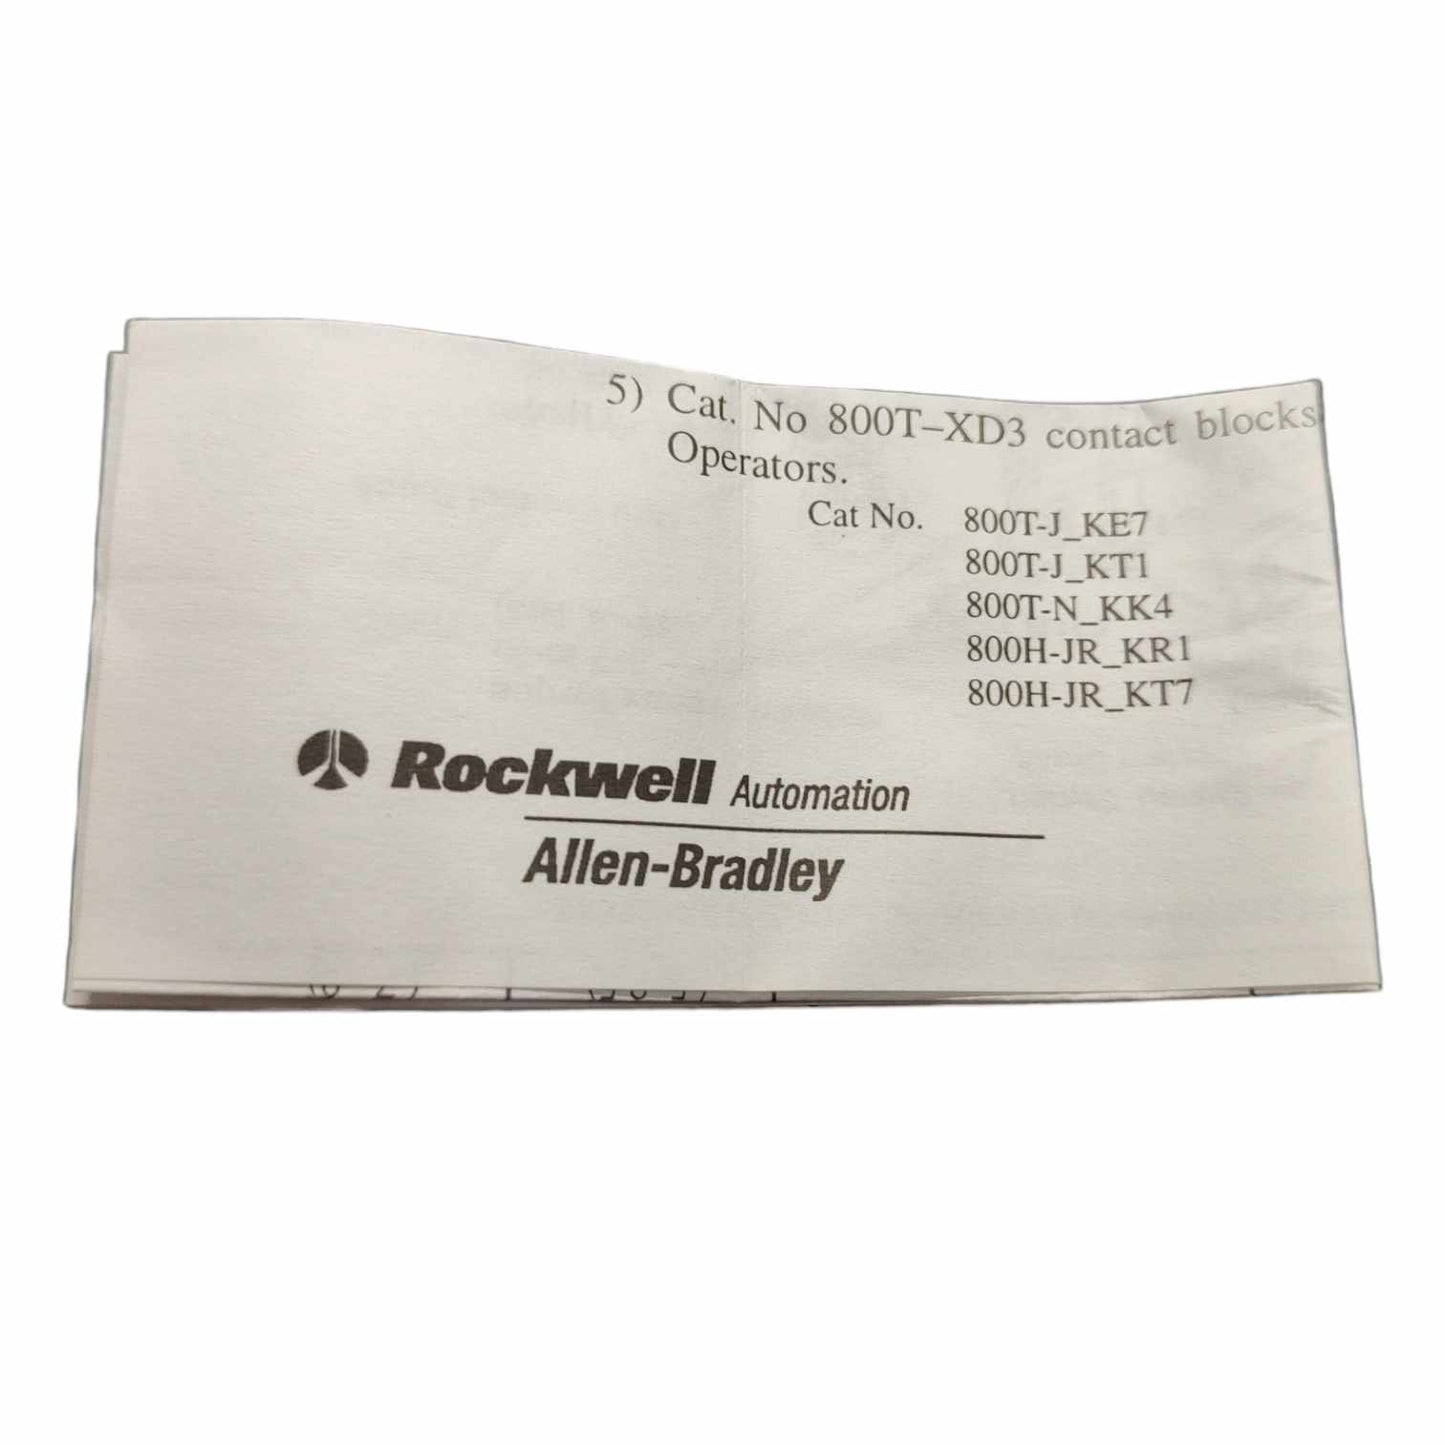 5) Cat. No 800T–XD3 contact blocks
Operators.
Cat No. 800T-J_KE7
800T-J_KT1
800T-N_KK4
800H-JR_KR1
800H-JR_KT7
Rockwell Automation
Allen-Bradley